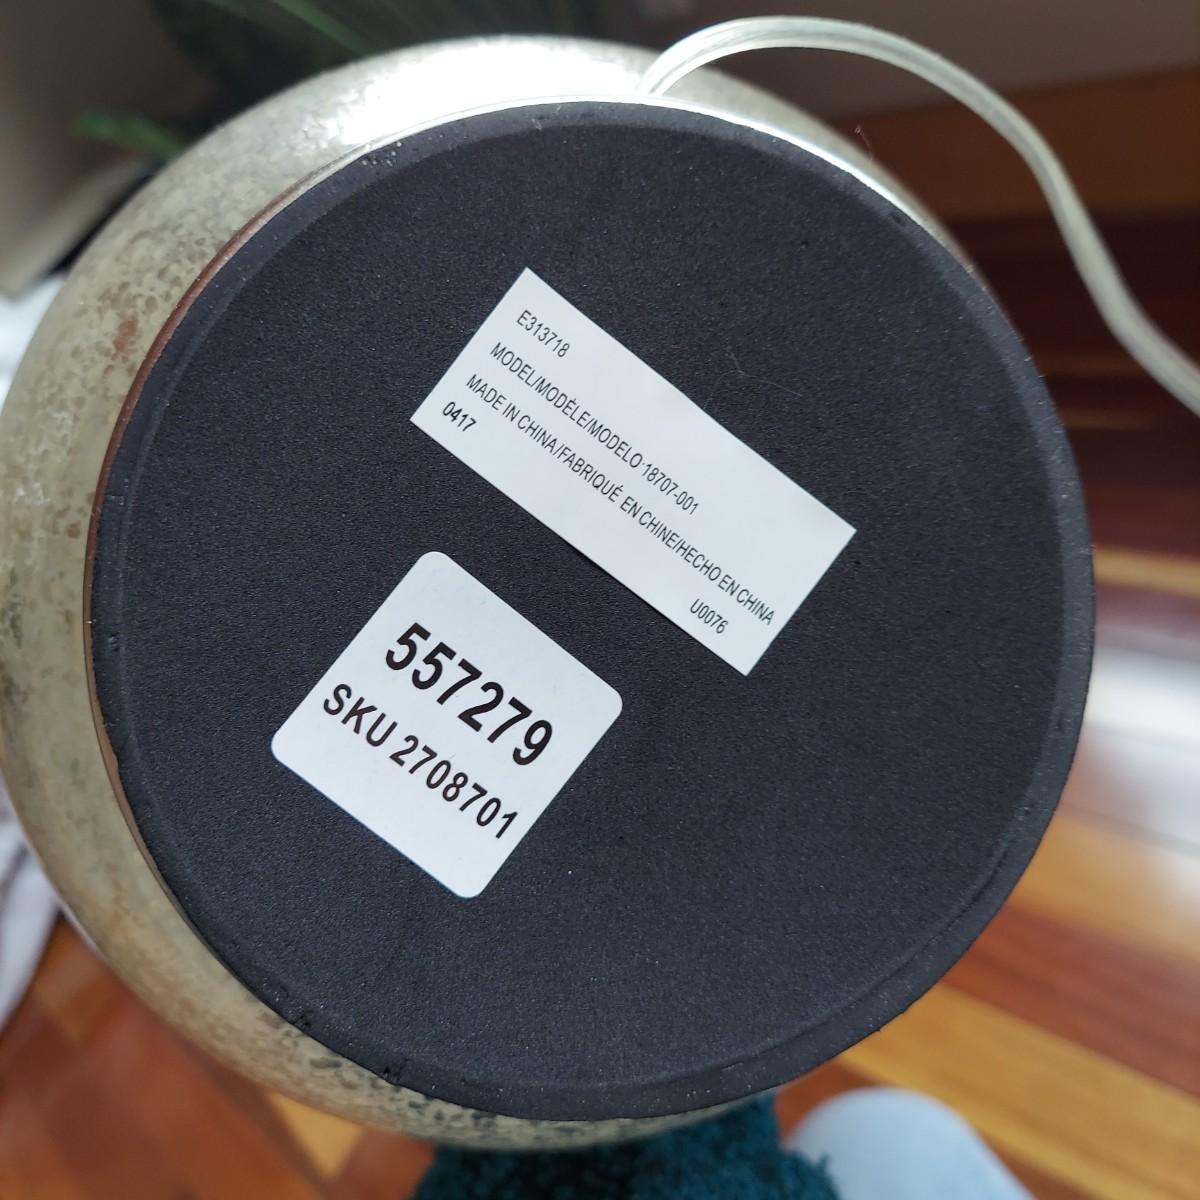 E313718
MODEL/MODÈLE/MODELO 18707-001
MADE IN CHINA/FABRIQUÉ EN CHINE/HECHO EN CHINA
0417
U0076
557279
SKU 2708701